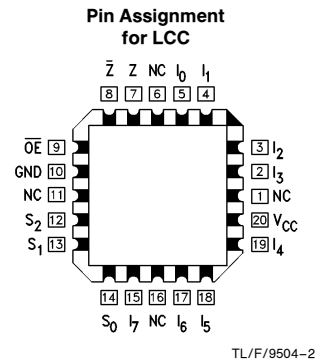 Pin Assignment
for LCC
Z̅ Z NC I₀ I₁
8 7 6 5 4
O̅E̅ 9
GND 10
NC 11
S₂ 12
S₁ 13
3 I₂
2 I₃
1 NC
20 VCC
19 I₄
14 15 16 17 18
S₀ I₇ NC I₆ I₅
TL/F/9504–2